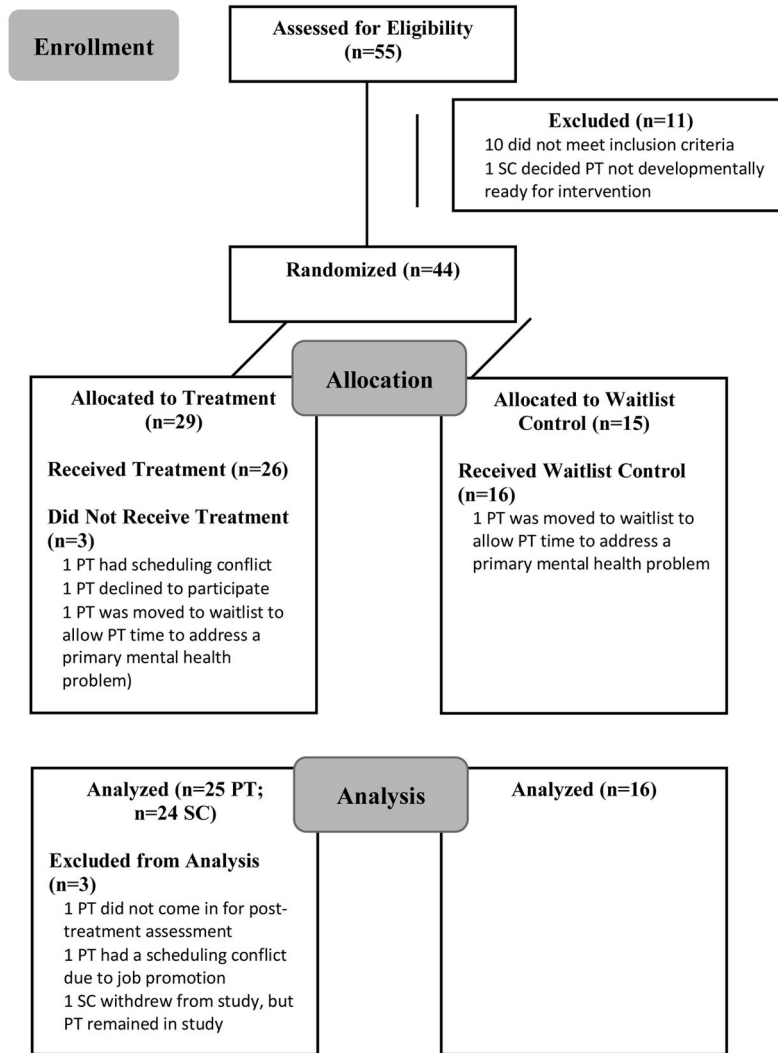 Enrollment
Assessed for Eligibility
(n=55)
Excluded (n=11)
10 did not meet inclusion criteria
1 SC decided PT not developmentally
ready for intervention
Randomized (n=44)
Allocation
Allocated to Treatment
(n=29)
Received Treatment (n=26)
Did Not Receive Treatment
(n=3)
1 PT had scheduling conflict
1 PT declined to participate
1 PT was moved to waitlist to
allow PT time to address a
primary mental health
problem)
Allocated to Waitlist
Control (n=15)
Received Waitlist Control
(n=16)
1 PT was moved to waitlist to
allow PT time to address a
primary mental health problem
Analysis
Analyzed (n=25 PT;
n=24 SC)
Excluded from Analysis
(n=3)
1 PT did not come in for post-
treatment assessment
1 PT had a scheduling conflict
due to job promotion
1 SC withdrew from study, but
PT remained in study
Analyzed (n=16)